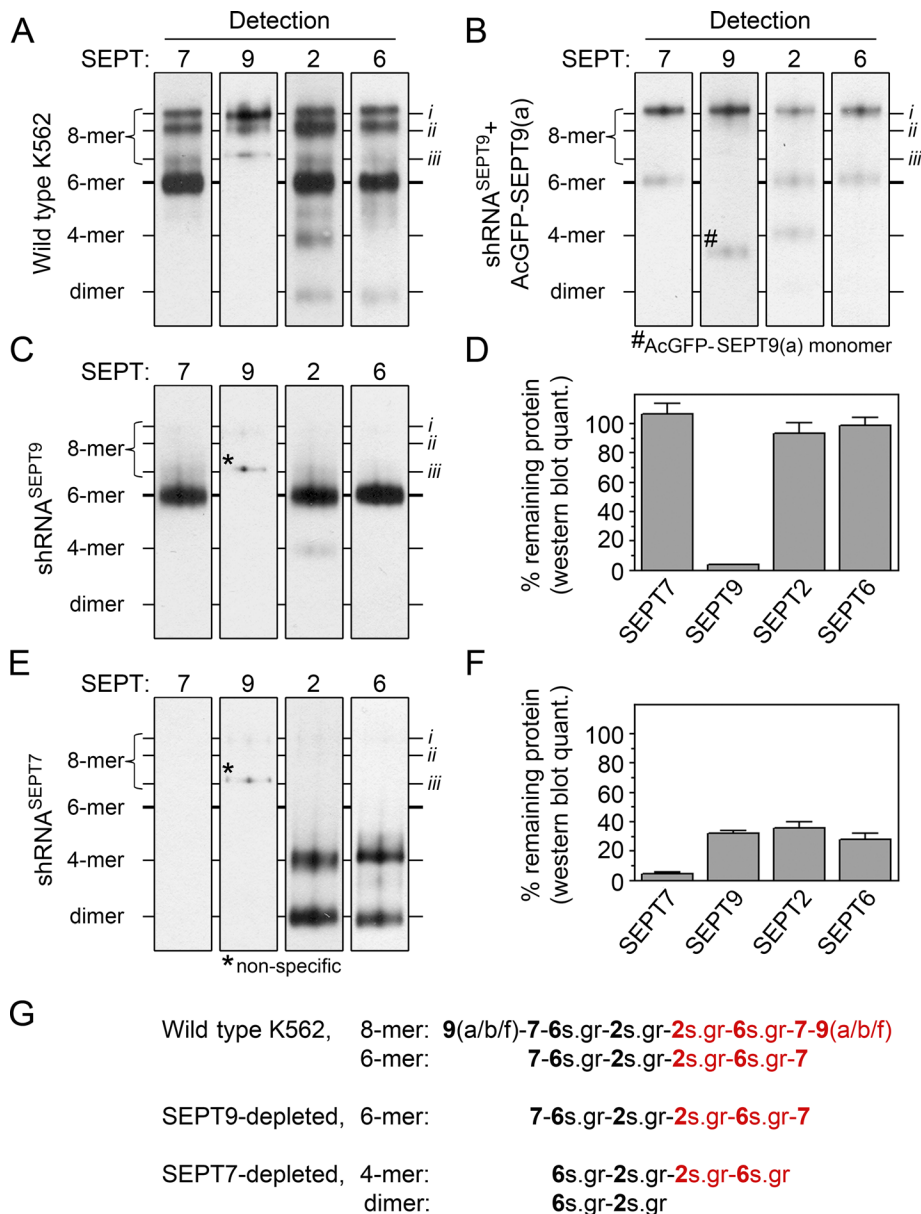 A
Detection
SEPT: 7 9 2 6
Wild type K562
8-mer
6-mer
4-mer
dimer
i
ii
iii
B
Detection
SEPT: 7 9 2 6
shRNA^SEPT9+
AcGFP-SEPT9(a)
8-mer
6-mer
4-mer
dimer
i
ii
iii
#
#AcGFP-SEPT9(a) monomer
C
SEPT: 7 9 2 6
shRNA^SEPT9
8-mer
6-mer
4-mer
dimer
*
i
ii
iii
D
% remaining protein
(western blot quant.)
100
80
60
40
20
0
SEPT7 SEPT9 SEPT2 SEPT6
E
SEPT: 7 9 2 6
shRNA^SEPT7
8-mer
6-mer
4-mer
dimer
*
i
ii
iii
*non-specific
F
% remaining protein
(western blot quant.)
100
80
60
40
20
0
SEPT7 SEPT9 SEPT2 SEPT6
G
Wild type K562, 8-mer: 9(a/b/f)-7-6s.gr-2s.gr-2s.gr-6s.gr-7-9(a/b/f)
6-mer: 7-6s.gr-2s.gr-2s.gr-6s.gr-7
SEPT9-depleted, 6-mer: 7-6s.gr-2s.gr-2s.gr-6s.gr-7
SEPT7-depleted, 4-mer: 6s.gr-2s.gr-2s.gr-6s.gr
dimer: 6s.gr-2s.gr